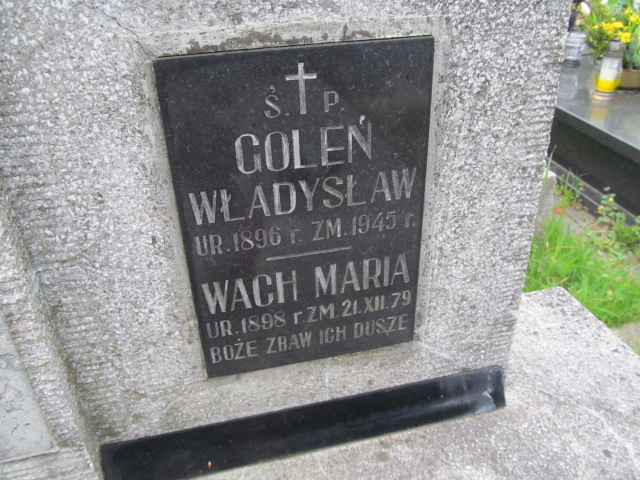 Ś. P.
GOLEŃ
WŁADYSŁAW
UR. 1896 r. ZM. 1945 r.
WACH MARIA
UR. 1898 r. ZM. 21.XII.79
BOŻE ZBAW ICH DUSZE